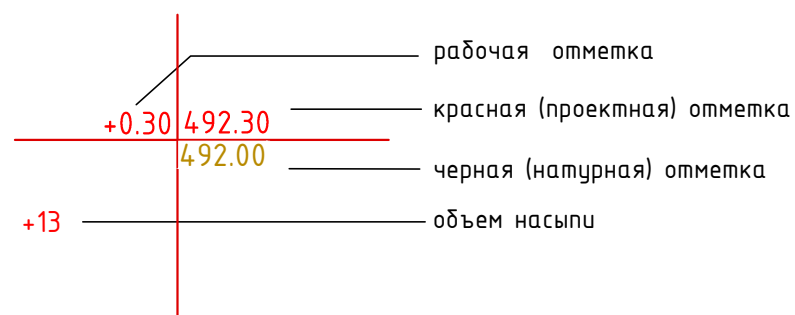 рабочая отметка
+0.30 492.30 красная (проектная) отметка
492.00 черная (натурная) отметка
+13 объем насыпи